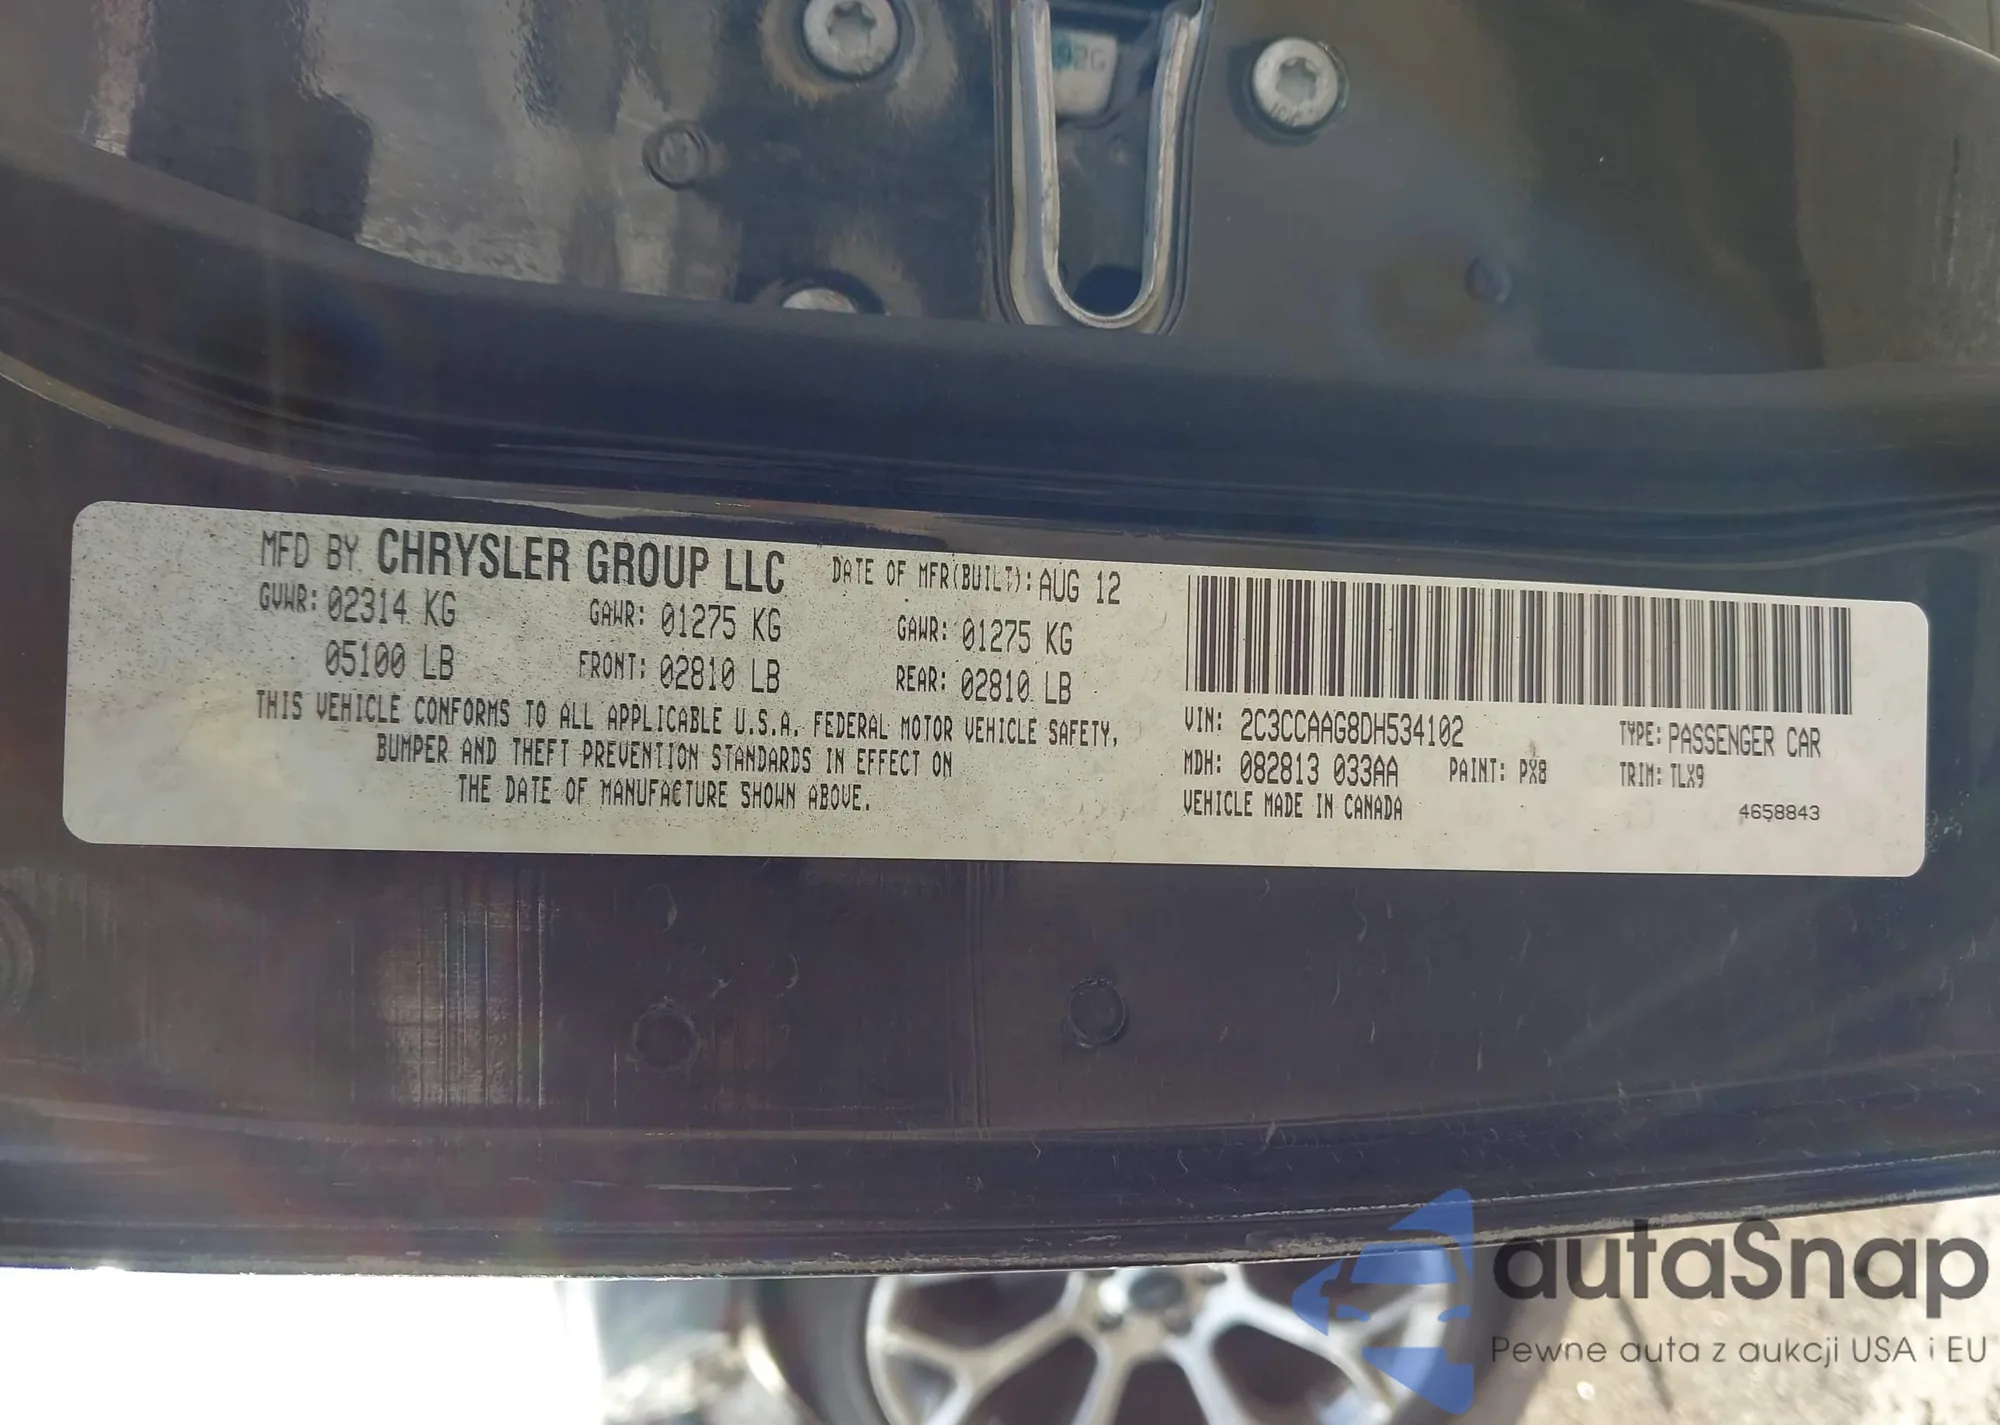 2G
MFD BY CHRYSLER GROUP LLC DATE OF MFR(BUILT): AUG 12
GVWR: 02314 KG GAWR: 01275 KG GAWR: 01275 KG
05100 LB FRONT: 02810 LB REAR: 02810 LB
THIS VEHICLE CONFORMS TO ALL APPLICABLE U.S.A. FEDERAL MOTOR VEHICLE SAFETY,
BUMPER AND THEFT PREVENTION STANDARDS IN EFFECT ON
THE DATE OF MANUFACTURE SHOWN ABOVE.
VIN: 2C3CCAAG8DH534102 TYPE: PASSENGER CAR
MDH: 082813 033AA PAINT: PX8 TRIM: TLX9
VEHICLE MADE IN CANADA 4658843
autaSnap
Pewne auta z aukcji USA i EU